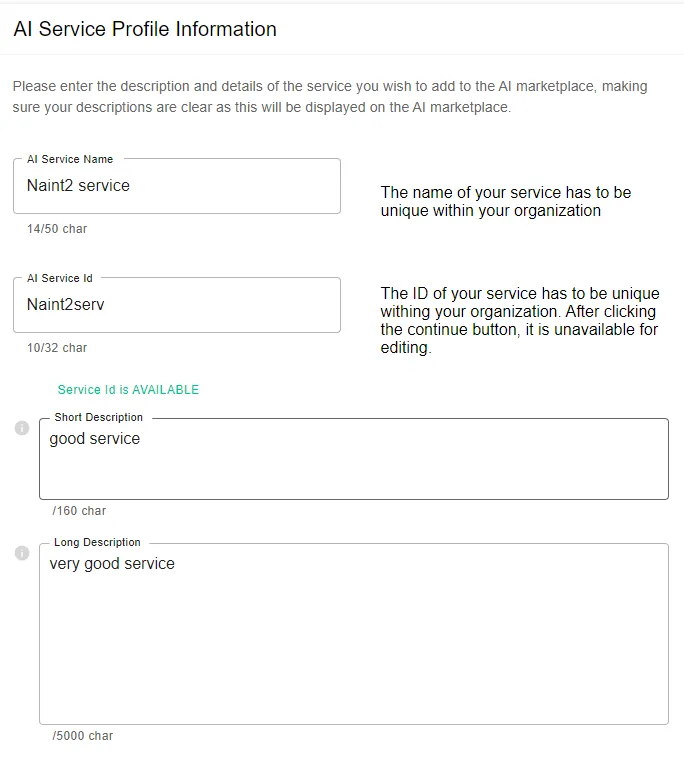 AI Service Profile Information
Please enter the description and details of the service you wish to add to the AI marketplace, making
sure your descriptions are clear as this will be displayed on the AI marketplace.
AI Service Name
Naint2 service
14/50 char
The name of your service has to be
unique within your organization
AI Service Id
Naint2serv
10/32 char
The ID of your service has to be unique
withing your organization. After clicking
the continue button, it is unavailable for
editing.
Service Id is AVAILABLE
Short Description
good service
/160 char
Long Description
very good service
/5000 char